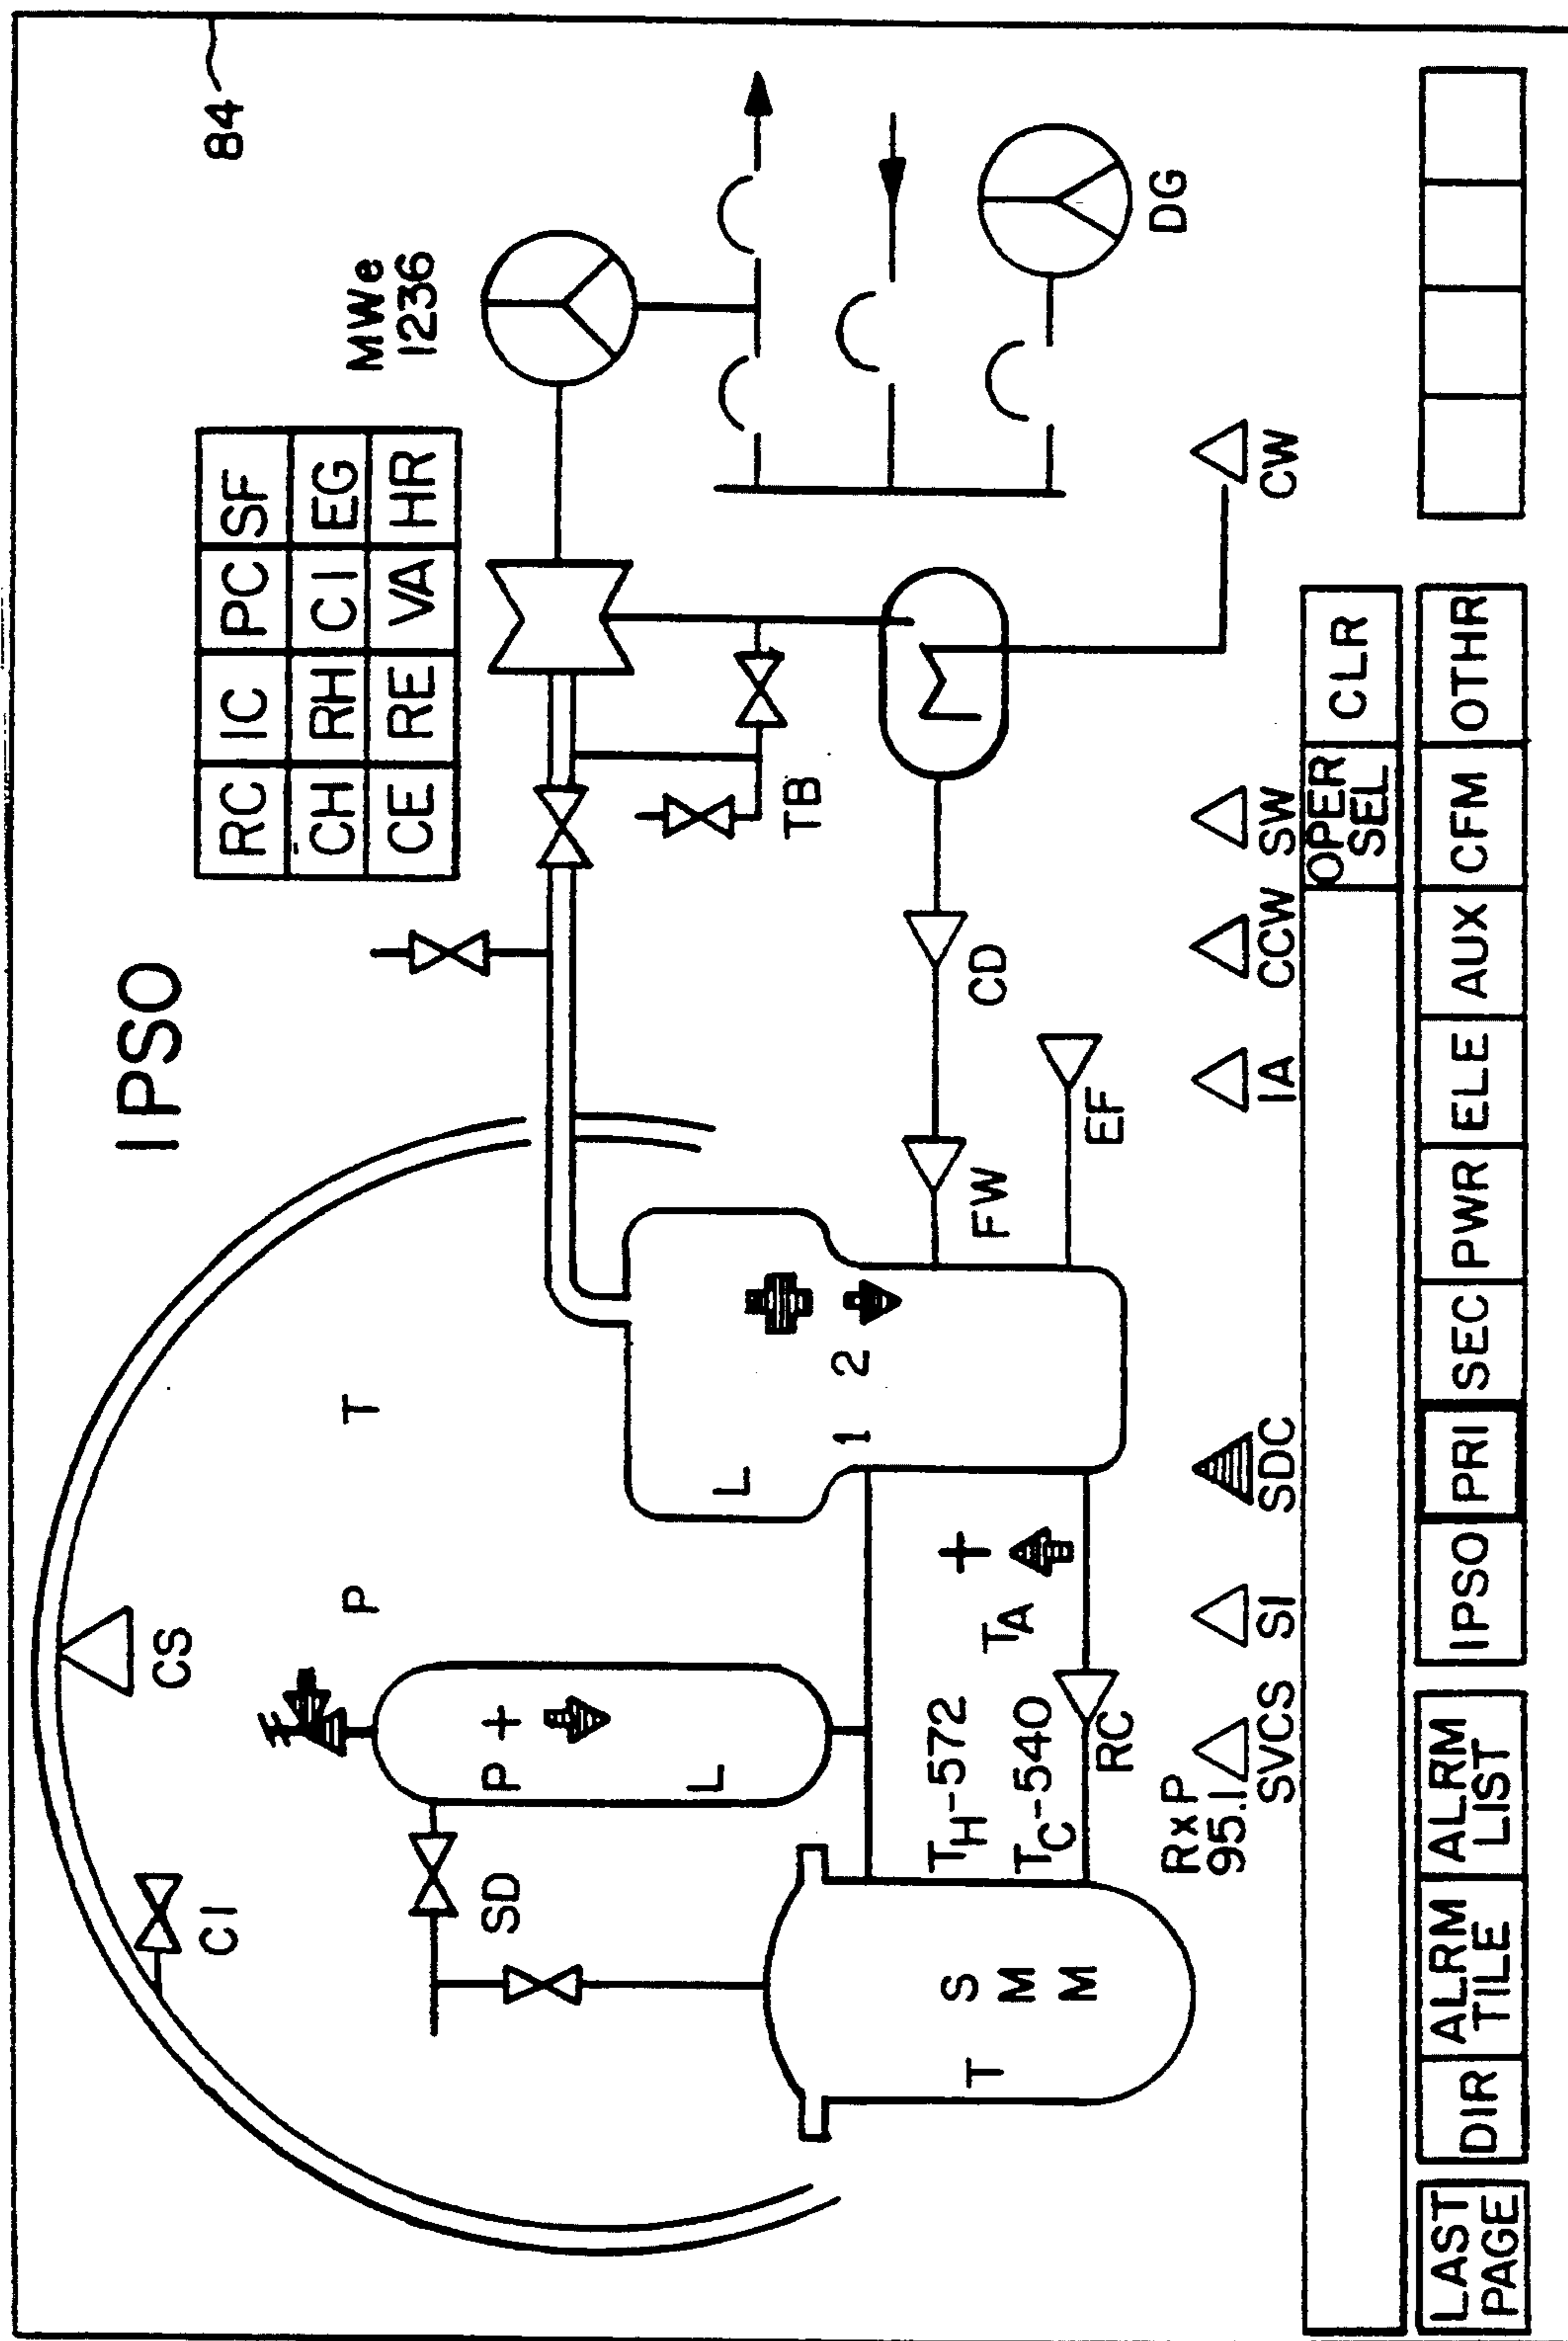 IPSO
84
RC IC PC SF
CH RH CI EG
CE RE VA HR
MWe
1236
CI
CS
P T
SD
P +
L
TB
L
1 2
T
S
M
M
TH-572
TC-540
TA +
RC
FW
CD
EF
DG
RxP
95.1
SVCS SI SDC IA CCW SW CW
OPER
SEL
CLR
LAST
PAGE
DIR
ALRM
TILE
ALRM
LIST
IPSO PRI SEC PWR ELE AUX CFM OTHR